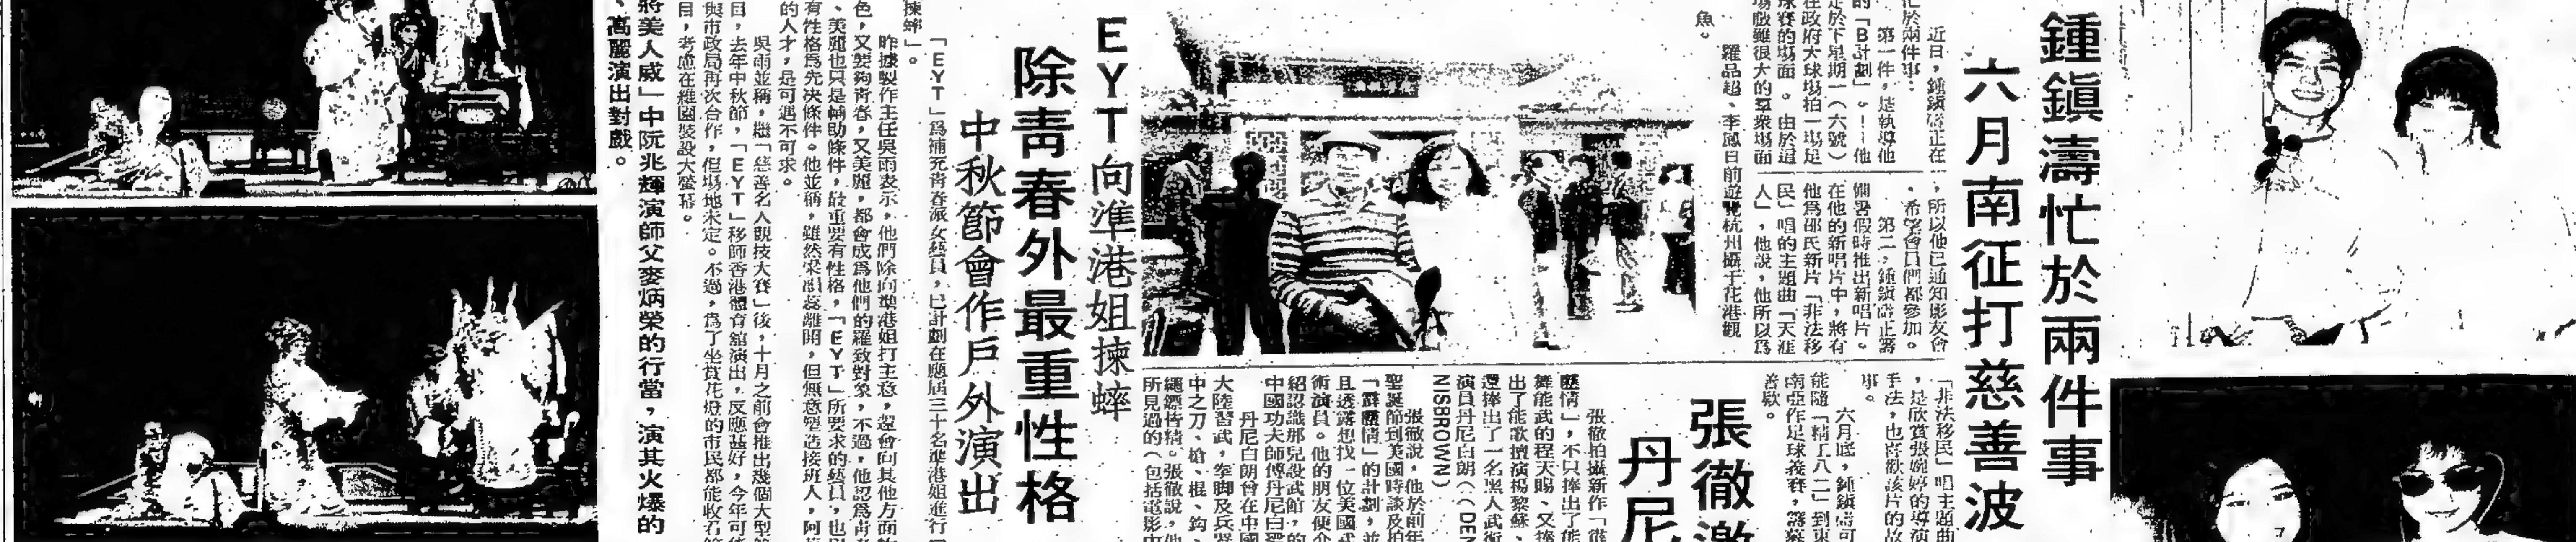 鍾鎮濤忙於兩件事
六月南征打慈善波
近日，鍾鎮濤正在
忙於兩件事：
第一件，是執導他
的「B計劃」。——他
定於下星期一（六號）
在政府大球場拍一場足
球賽的場面。由於這
場戲雖很大的羣衆場面
，所以他已通知影友會
，希望會員們都參加。
第二，鍾鎮濤正籌
備暑假時推出新唱片。
在他的新唱片中，將有
他爲邵氏新片「非法移
民」唱的主題曲「天涯
人」，他說，他所以爲
「非法移民」唱主題曲
，是欣賞張婉婷的導演
手法，也喜歡該片的故
事。
六月底，鍾鎮濤可
能隨「精工八二」到東
南亞作足球義賽，籌募
善款。
羅品超、李鳳日前遊覽杭州攝于花港觀
魚。
張徹
丹尼
張徹拍攝新作「
歷情」，不只捧出了能
舞能武的程天賜、又捧
出了能歌擅演楊黎蘇、
還捧出了一名黑人武術
演員丹尼白朗（（DEN
NISBROWN）
張徹說，他於前年
聖誕節到美國時談及拍
「霹靂情」的計劃，並
且透露想找一位美國武
術演員。他的朋友便介
紹認識那兒設武館，的
中國功夫師傅丹尼白
丹尼白朗曾在中國
大陸習武，拳脚及兵器
中之刀、槍、棍、鈎、
繩鏢皆精。張徹說，他
所見過的（包括電影中
EYT向準港姐揀蟀
除靑春外最重性格
中秋節會作戶外演出
「EYT」爲補充青春派女藝員，已計劃在應屆三十名準港姐進行「
揀蟀」。
昨據製作主任吳雨表示，他們除向準港姐打主意，還會向其他方面
色，又要夠青春，又美麗，都會成爲他們的羅致對象，不過，他認爲青
、美麗也只是輔助條件，最重要有性格，「EYT」所要求的藝員，也以
有性格爲先決條件。他並稱，雖然梁韻蕊離開，但無意塑造接班人，阿
的人才，是可遇不可求。
吳雨並稱，繼「慈善名人競技大賽」後，十月之前會推出幾個大型節
目，去年中秋節，「EYT」移師香港體育館演出，反應甚好，今年可能
與市政局再次合作，但場地未定。不過，爲了坐賞花燈的市民都能收看節
目，考慮在維園裝設大螢幕。
將美人威」中阮兆輝演師父麥炳榮的行當，演其火爆的
、高麗演出對戲。